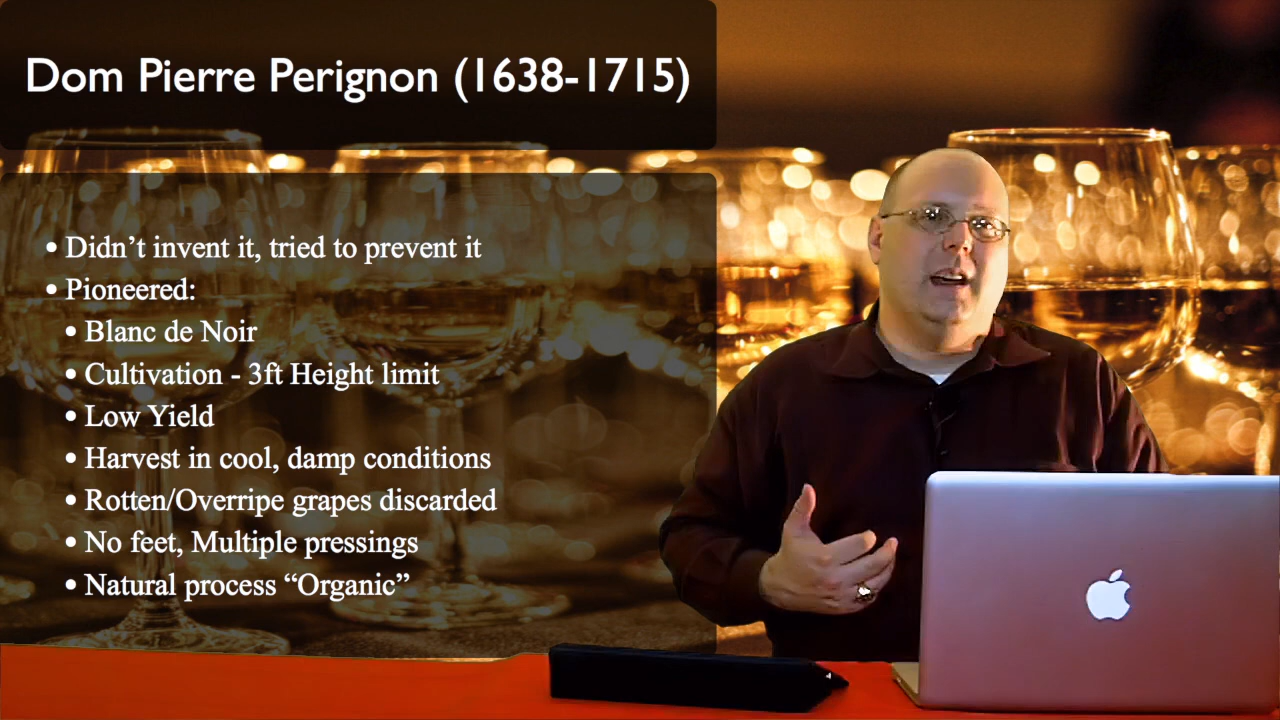 Dom Pierre Perignon (1638-1715)
• Didn’t invent it, tried to prevent it
• Pioneered:
• Blanc de Noir
• Cultivation - 3ft Height limit
• Low Yield
• Harvest in cool, damp conditions
• Rotten/Overripe grapes discarded
• No feet, Multiple pressings
• Natural process “Organic”